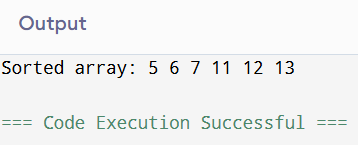 Output
Sorted array: 5 6 7 11 12 13
=== Code Execution Successful ===